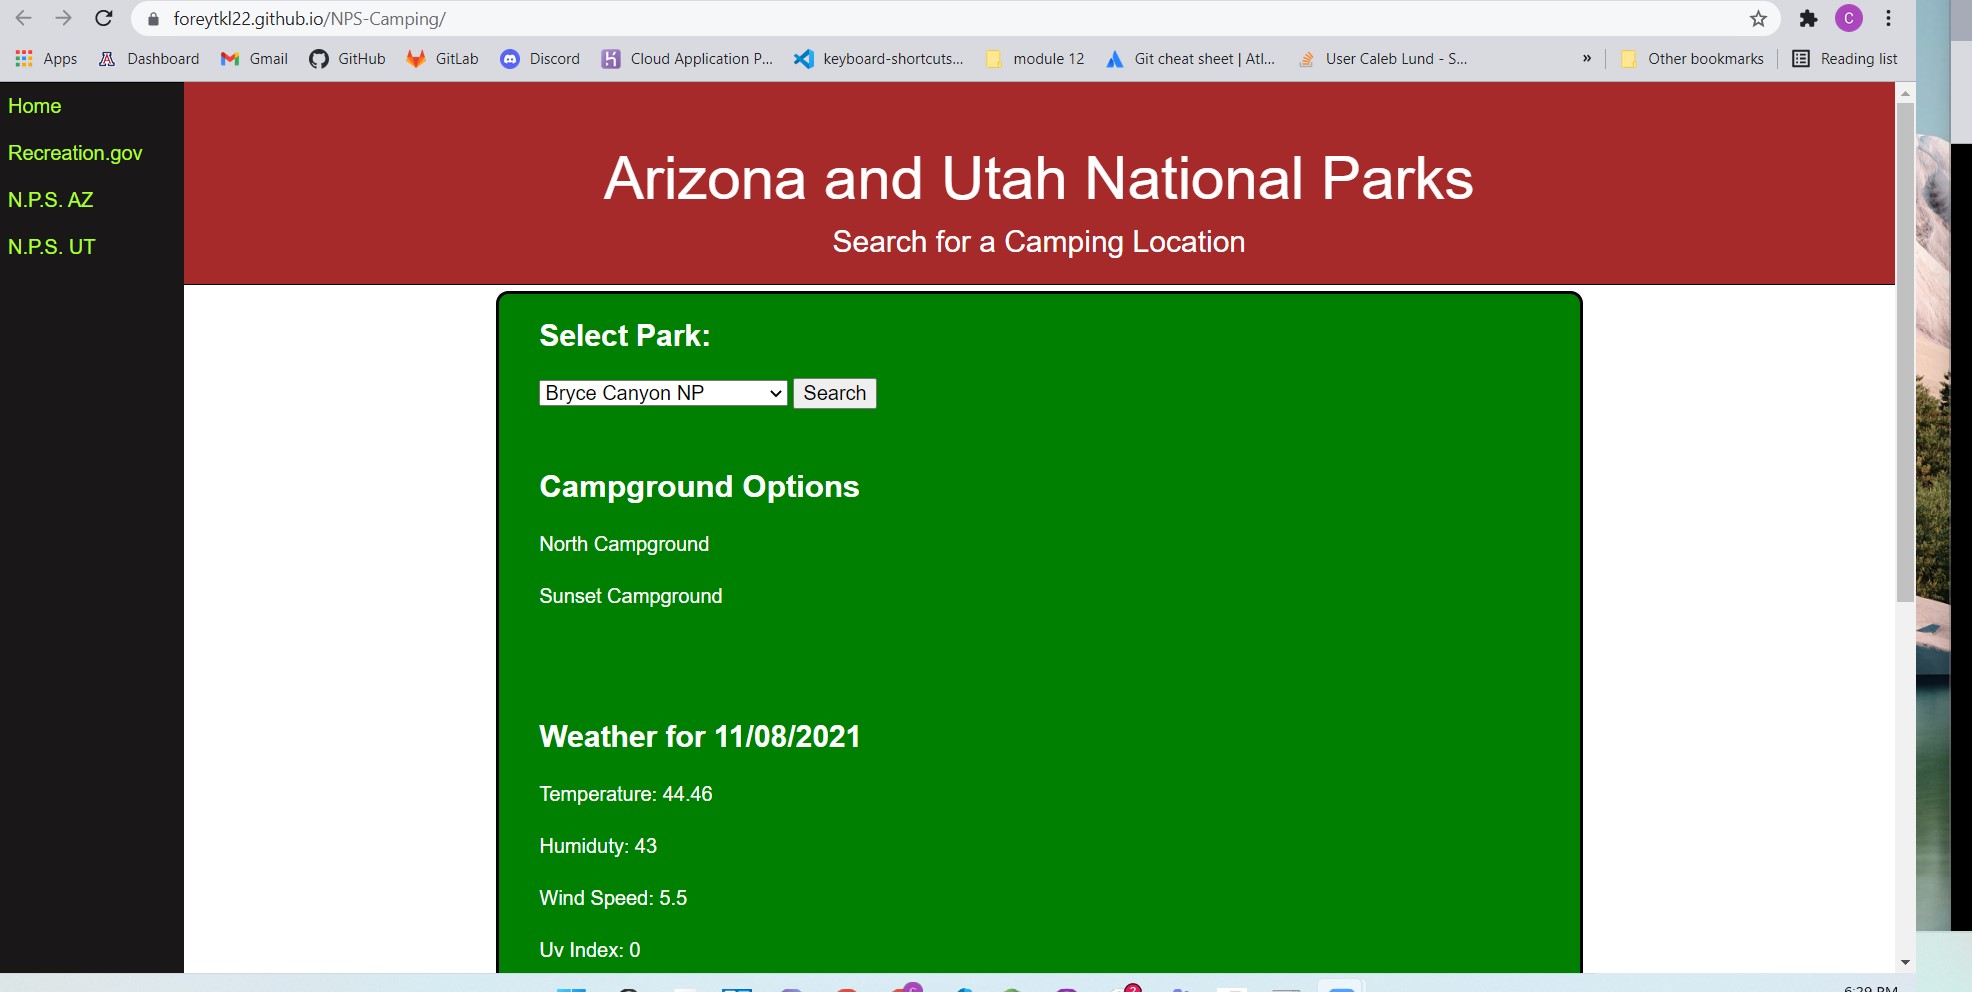 foreytkl22.github.io/NPS-Camping/
C
Apps Dashboard Gmail GitHub GitLab Discord Cloud Application P... keyboard-shortcuts... module 12 Git cheat sheet | Atl... User Caleb Lund - S... » Other bookmarks Reading list
Home
Recreation.gov
N.P.S. AZ
N.P.S. UT
Arizona and Utah National Parks
Search for a Camping Location
Select Park:
Bryce Canyon NP Search
Campground Options
North Campground
Sunset Campground
Weather for 11/08/2021
Temperature: 44.46
Humiduty: 43
Wind Speed: 5.5
Uv Index: 0
6:29 PM